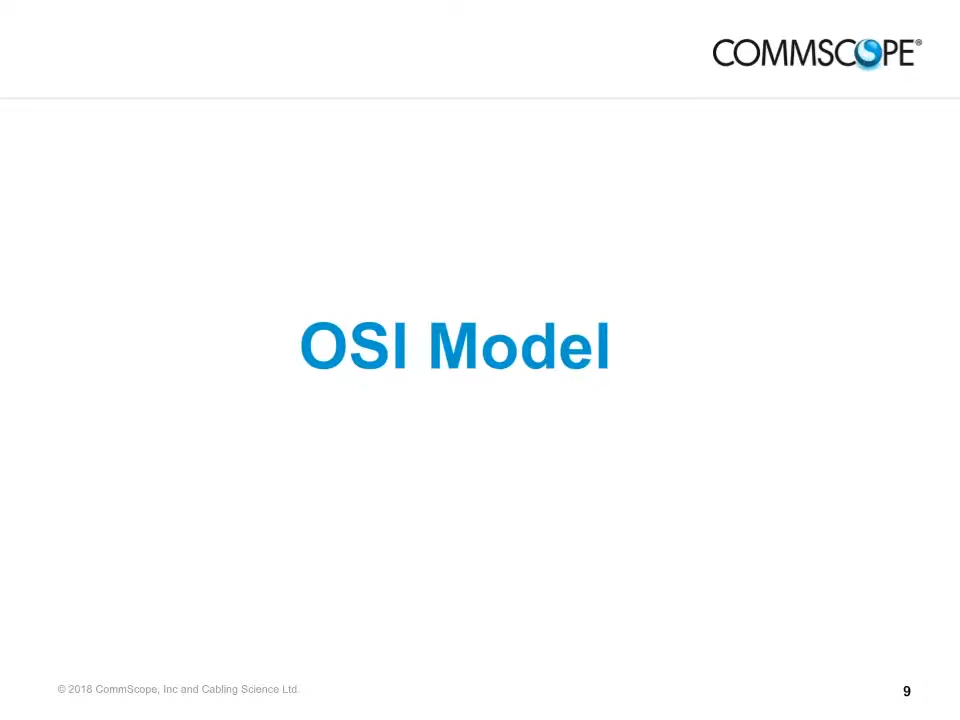 COMMSCOPE®
OSI Model
© 2018 CommScope, Inc and Cabling Science Ltd.
9